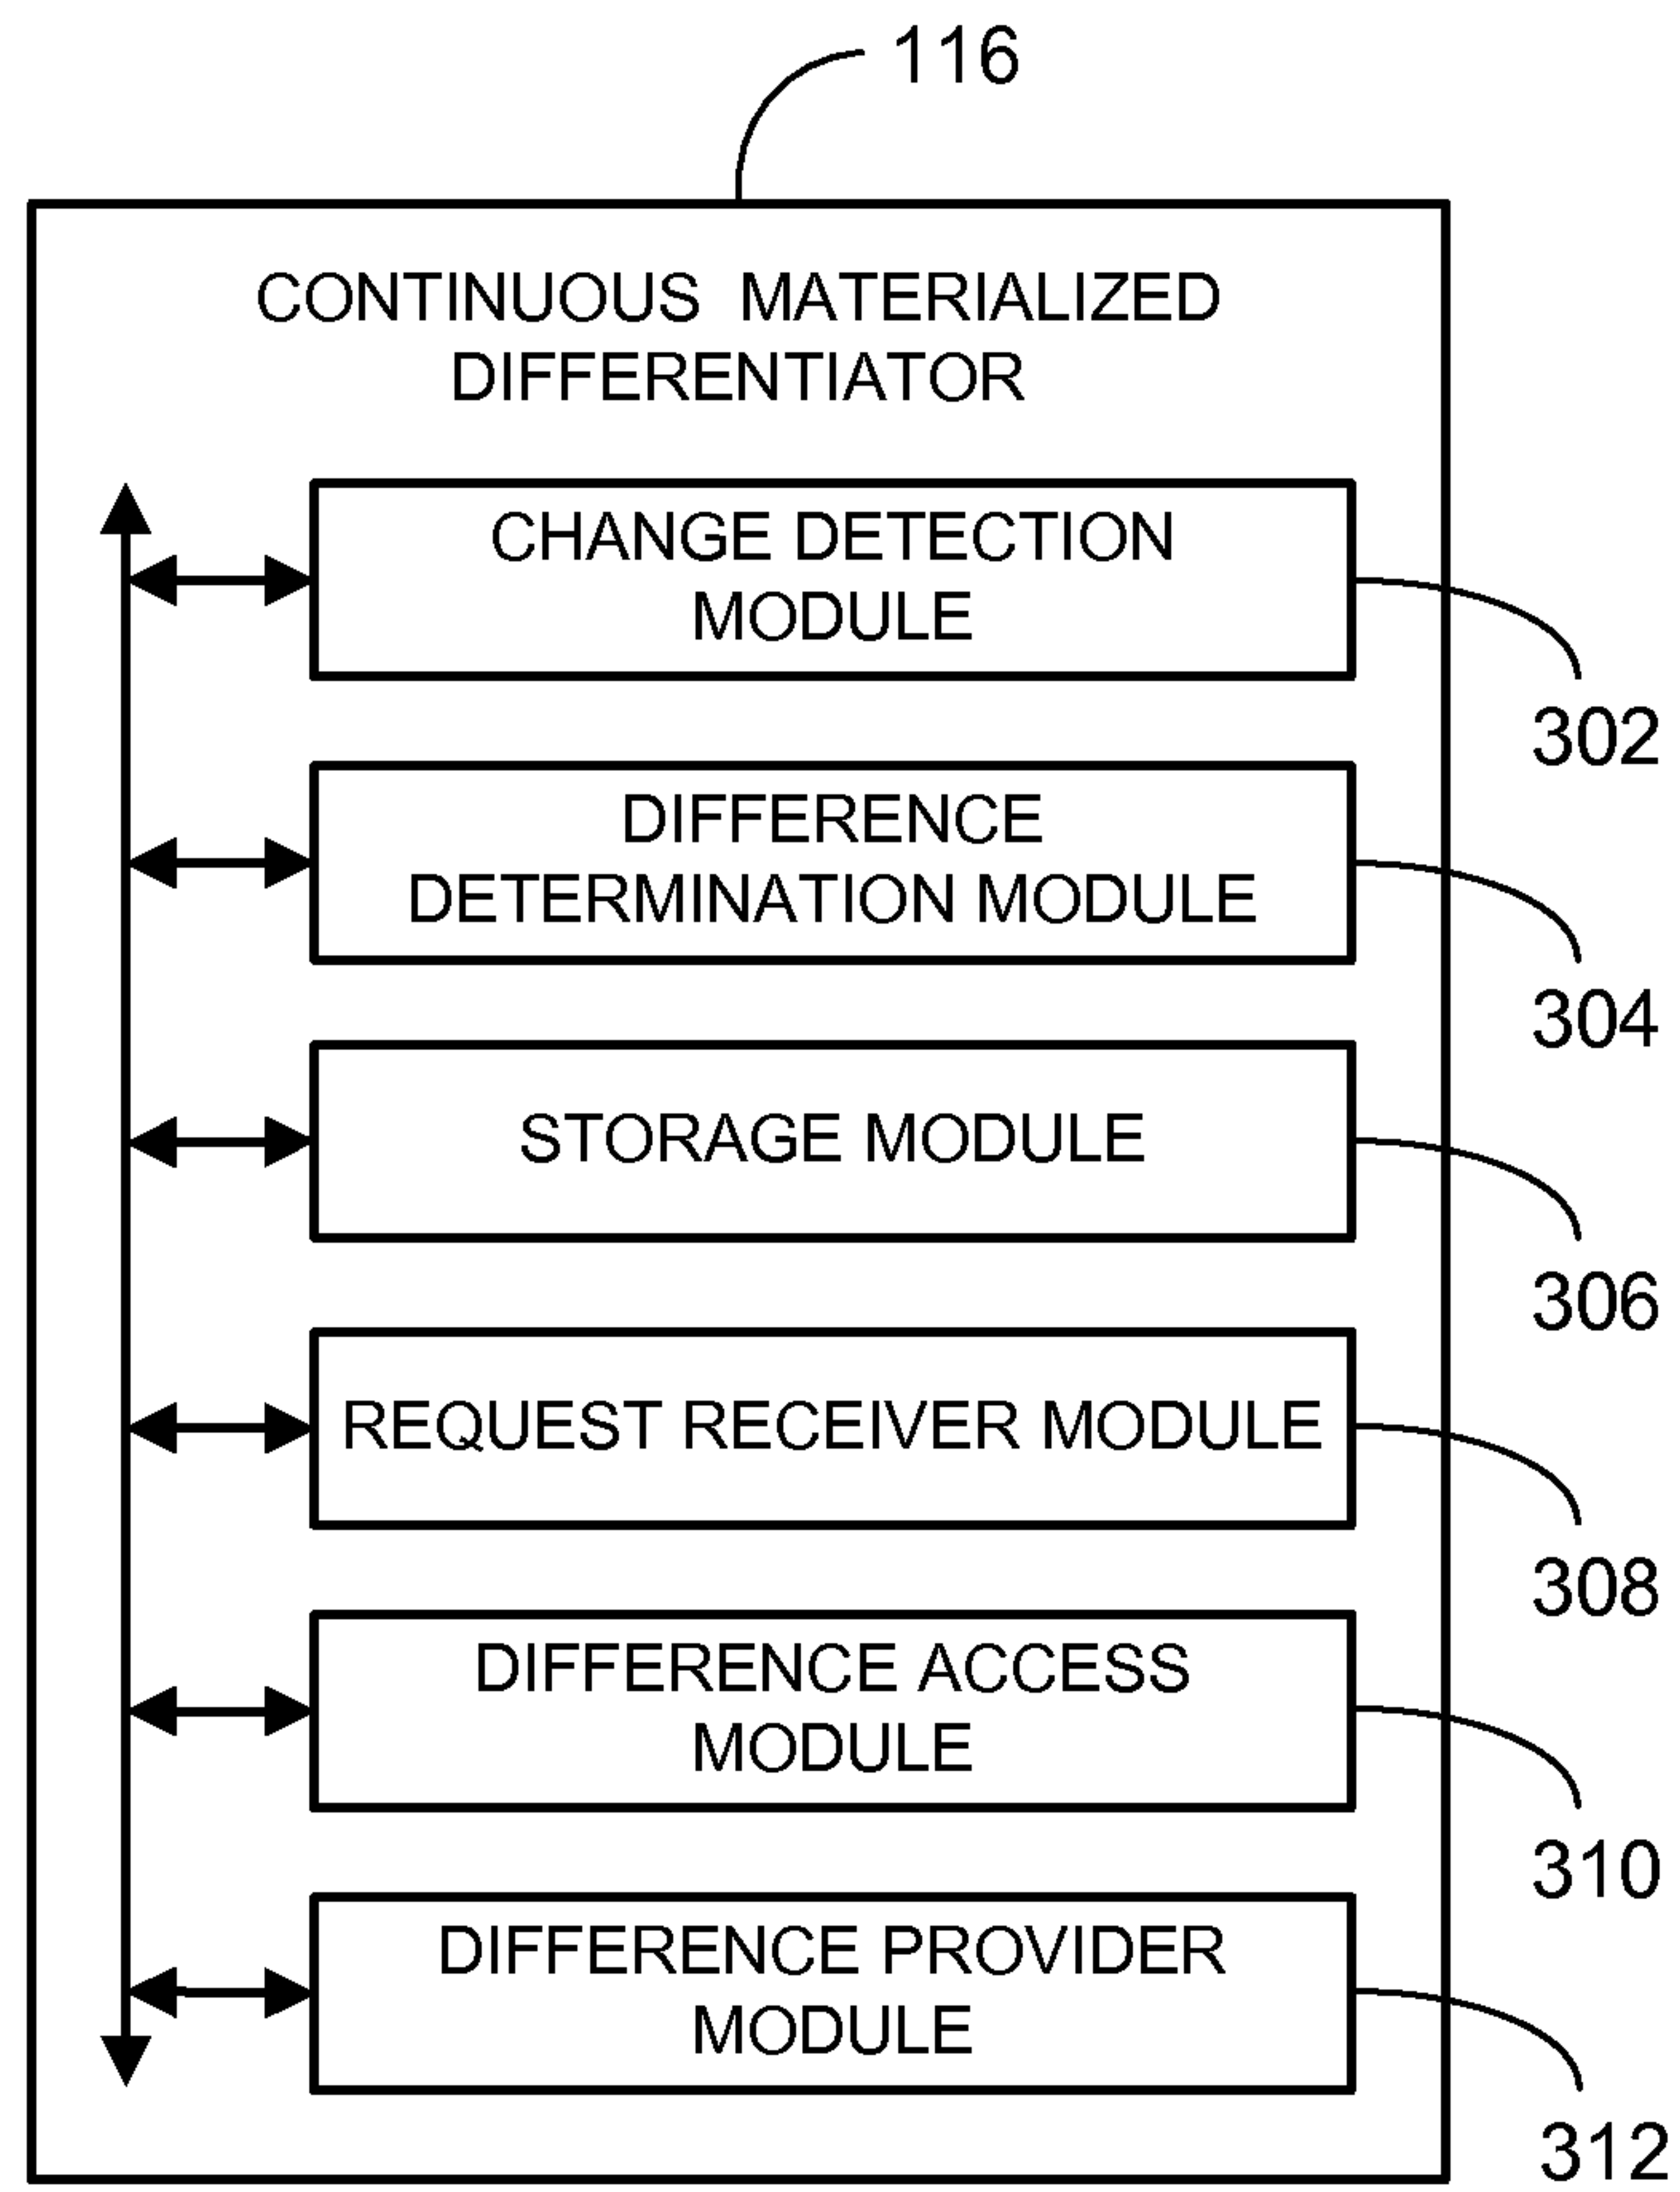 116
CONTINUOUS MATERIALIZED
DIFFERENTIATOR
CHANGE DETECTION
MODULE
302
DIFFERENCE
DETERMINATION MODULE
304
STORAGE MODULE
306
REQUEST RECEIVER MODULE
308
DIFFERENCE ACCESS
MODULE
310
DIFFERENCE PROVIDER
MODULE
312